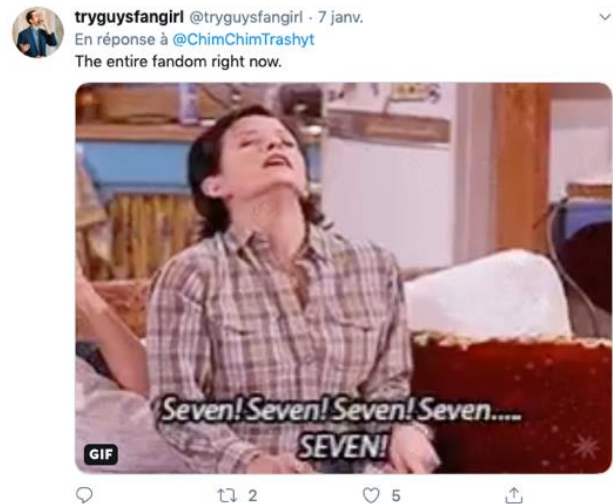 tryguysfangirl @tryguysfangirl · 7 janv.
En réponse à @ChimChimTrashyt
The entire fandom right now.
Seven! Seven! Seven! Seven.....
SEVEN!
GIF
2
5